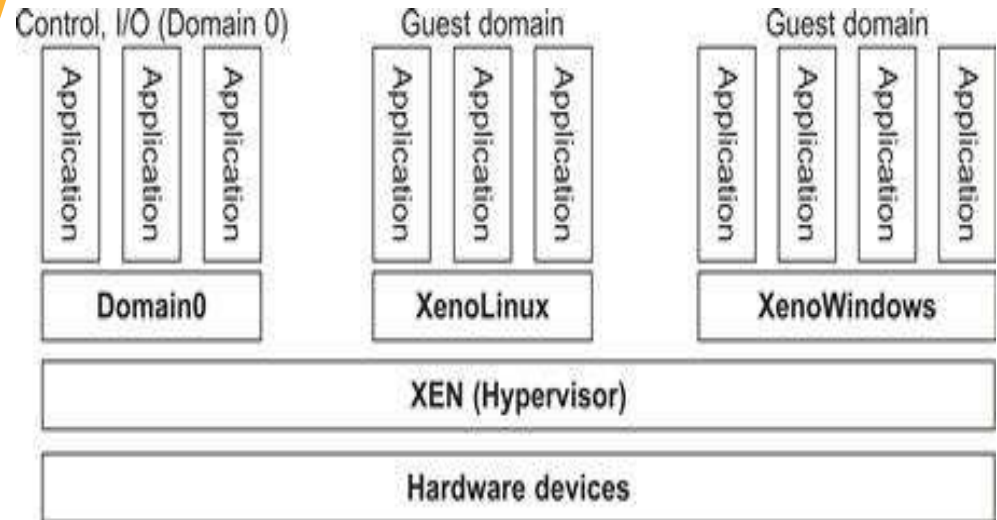 Control, I/O (Domain 0)
Guest domain
Guest domain
Application
Application
Application
Application
Application
Application
Application
Application
Application
Application
Domain0
XenoLinux
XenoWindows
XEN (Hypervisor)
Hardware devices